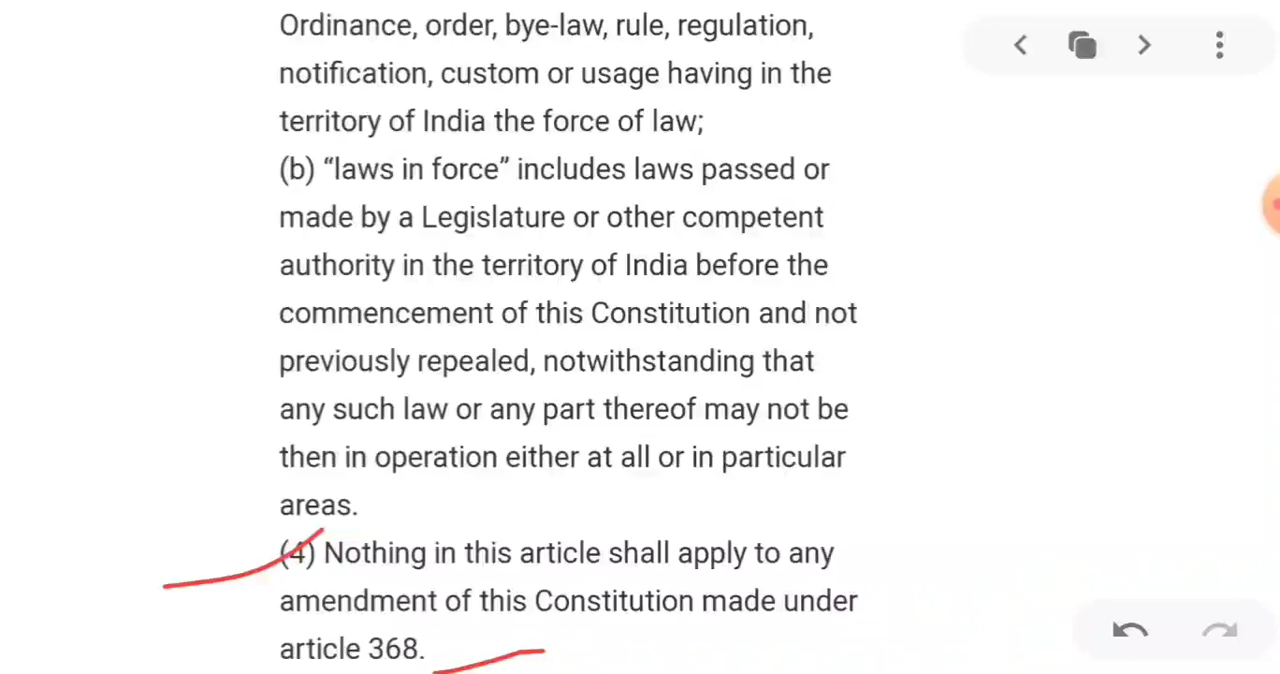 Ordinance, order, bye-law, rule, regulation,
notification, custom or usage having in the
territory of India the force of law;
(b) “laws in force” includes laws passed or
made by a Legislature or other competent
authority in the territory of India before the
commencement of this Constitution and not
previously repealed, notwithstanding that
any such law or any part thereof may not be
then in operation either at all or in particular
areas.
(4) Nothing in this article shall apply to any
amendment of this Constitution made under
article 368.